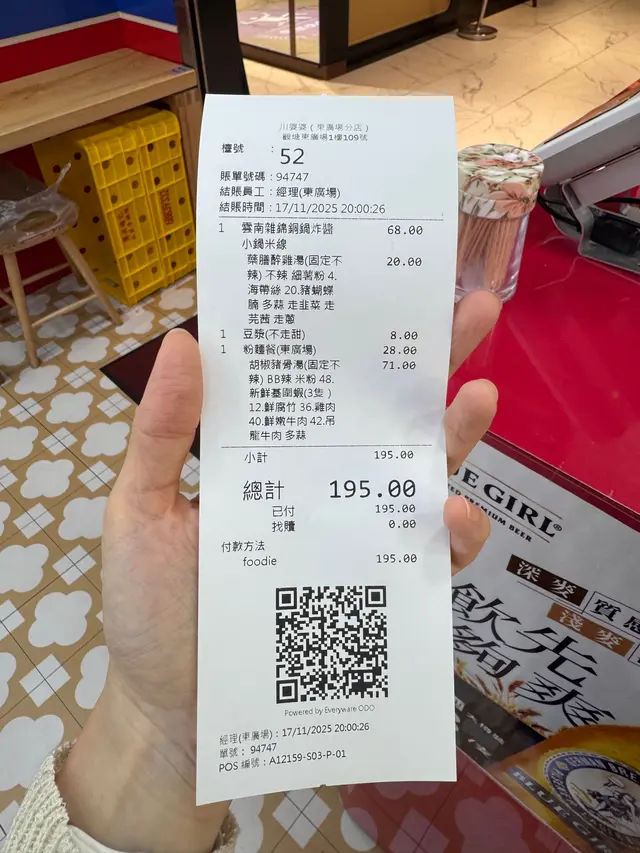 川婆婆（東廣場分店）
觀塘東廣場1樓109號
檯號 : 52
賬單號碼 : 94747
結賬員工 : 經理(東廣場)
結賬時間 : 17/11/2025 20:00:26
1 雲南雜錦銅鍋炸醬 68.00
小鍋米線
藥膳醉雞湯(固定不 20.00
辣) 不辣 細薯粉 4.
海帶絲 20.豬蝴蝶
腩 多蒜 走韭菜 走
芫茜 走蔥
1 豆漿(不走甜) 8.00
1 粉麵餐(東廣場) 28.00
胡椒豬骨湯(固定不 71.00
辣) BB辣 米粉 48.
新鮮基圍蝦(3隻 )
12.鮮腐竹 36.雞肉
40.鮮嫩牛肉 42.吊
龍牛肉 多蒜
小計 195.00
總計 195.00
已付 195.00
找贖 0.00
付款方法
foodie 195.00
Powered by Everyware ODO
經理(東廣場) : 17/11/2025 20:00:26
單號 : 94747
POS 編號 : A12159-S03-P-01
E GIRL®
PREMIUM BEER
深麥
質
淺麥
飲先
夠爽